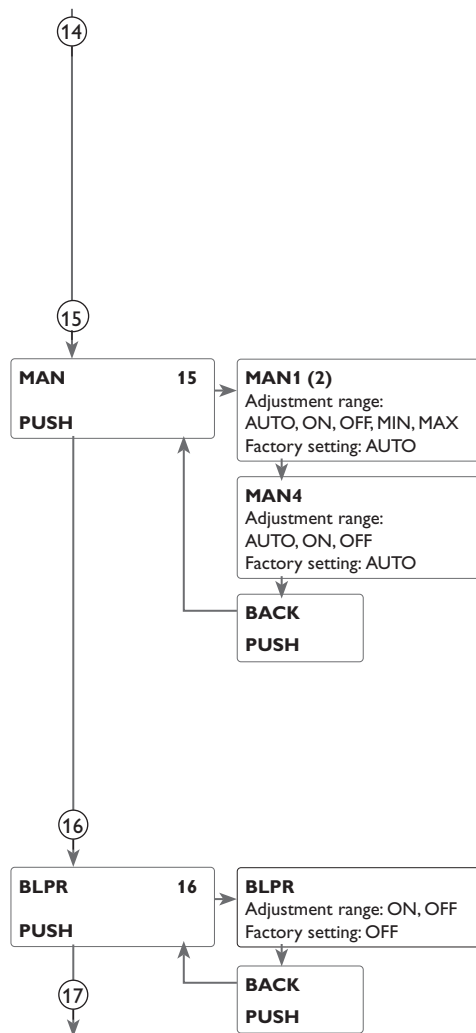 14
15
MAN 15
PUSH
MAN1 (2)
Adjustment range:
AUTO, ON, OFF, MIN, MAX
Factory setting: AUTO
MAN4
Adjustment range:
AUTO, ON, OFF
Factory setting: AUTO
BACK
PUSH
16
BLPR 16
PUSH
BLPR
Adjustment range: ON, OFF
Factory setting: OFF
BACK
PUSH
17